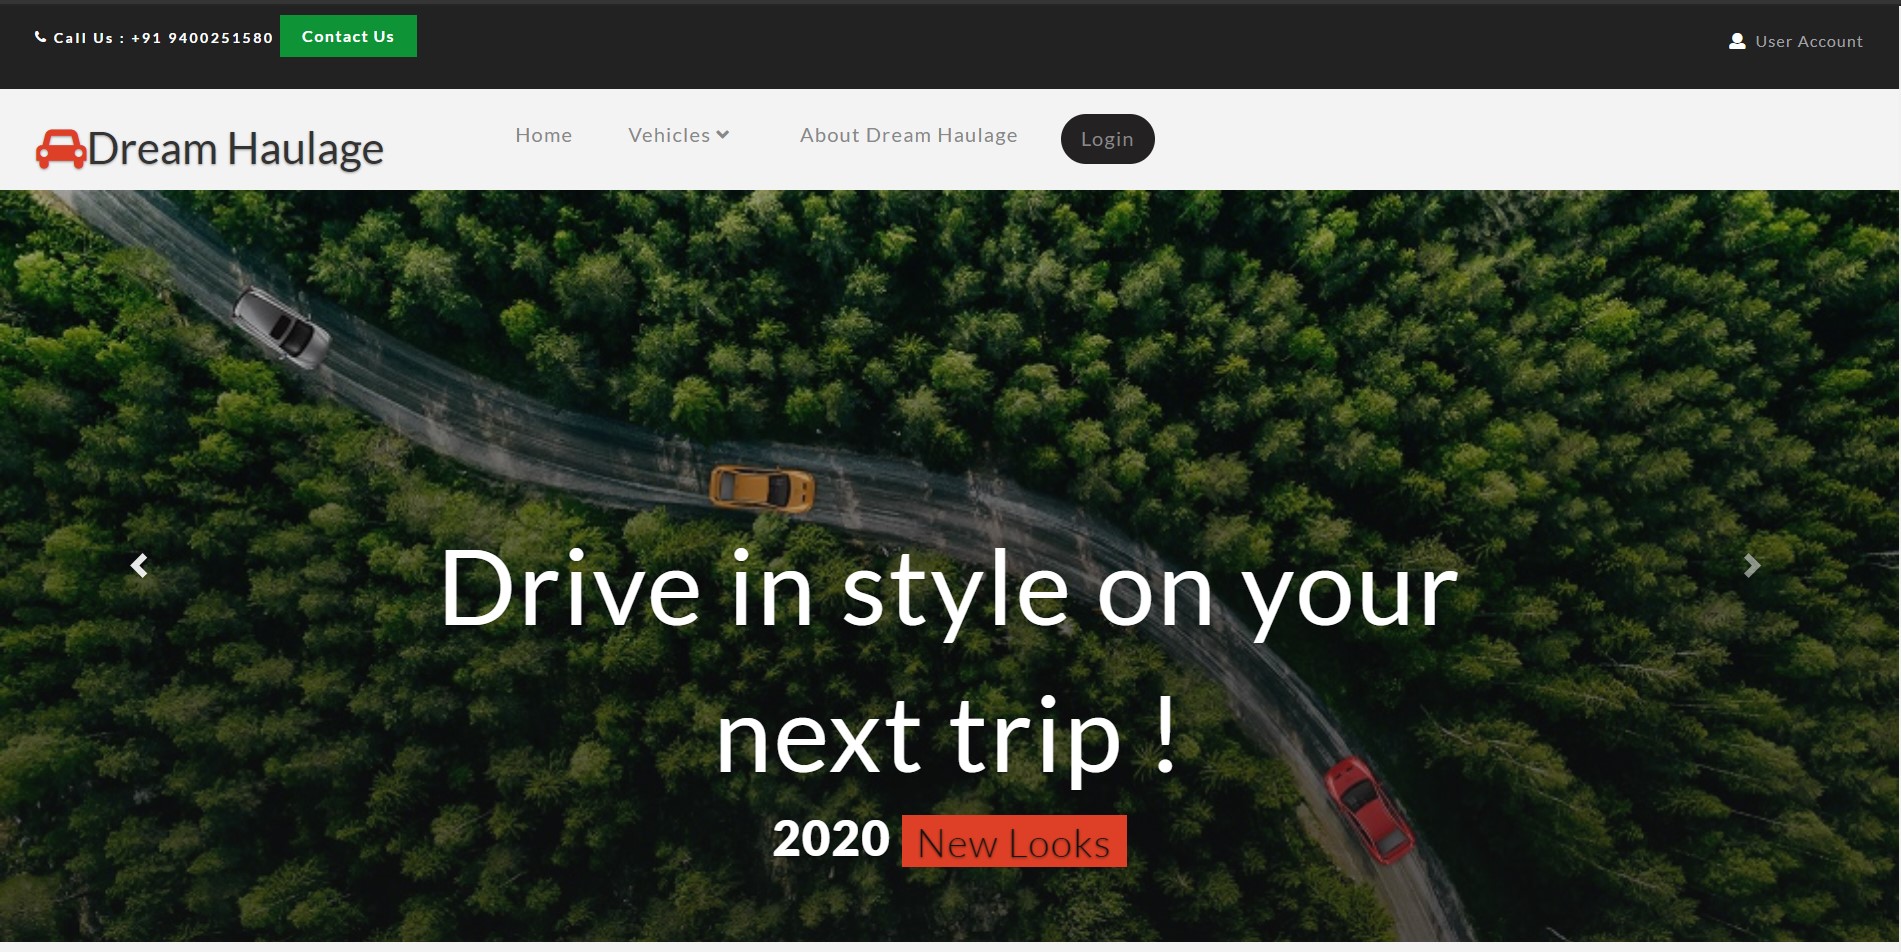 Call Us : +91 9400251580
Contact Us
User Account
Dream Haulage
Home
Vehicles
About Dream Haulage
Login
Drive in style on your
next trip !
2020 New Looks